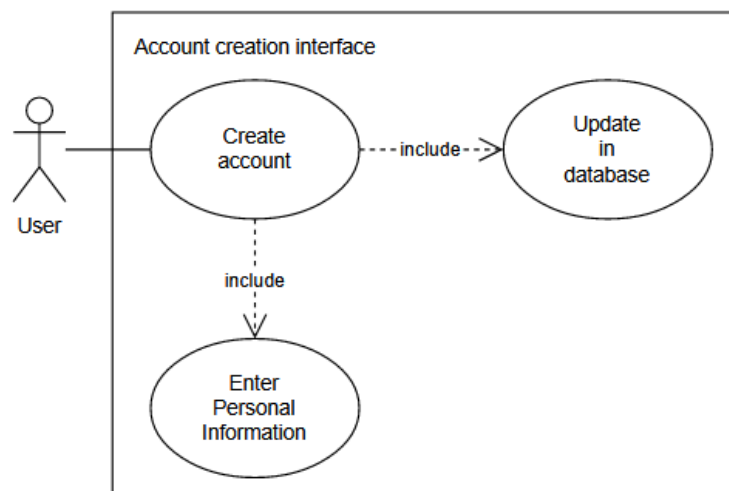 Account creation interface
Create
account
include
Update
in
database
User
include
Enter
Personal
Information